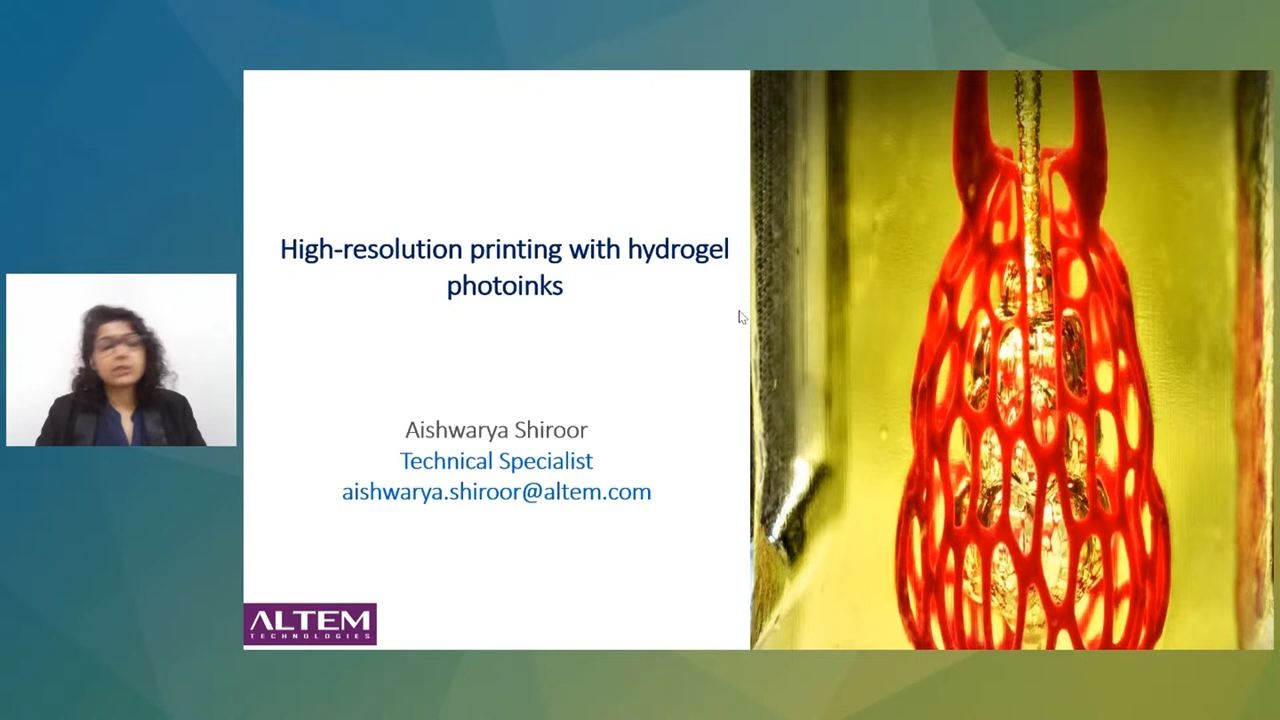 High-resolution printing with hydrogel
photoinks
Aishwarya Shiroor
Technical Specialist
aishwarya.shiroor@altem.com
ALTEM
TECHNOLOGIES